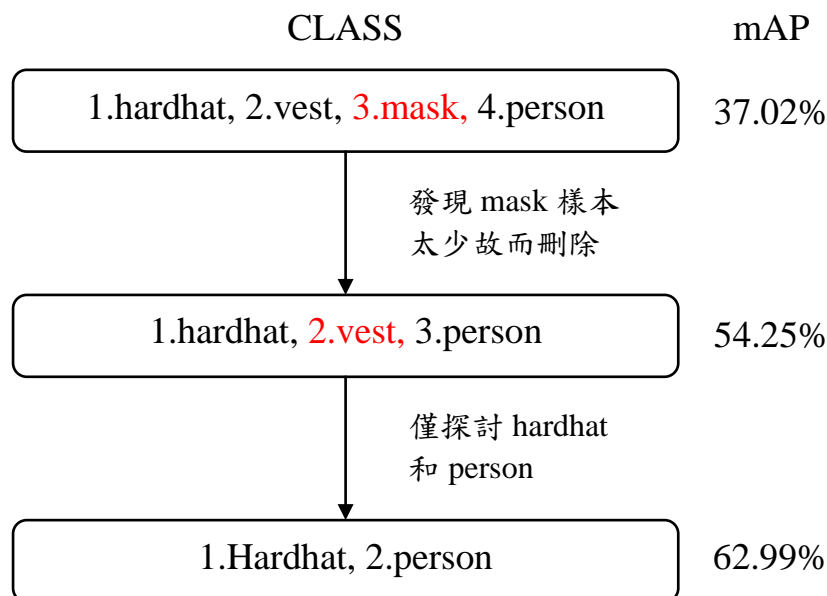 CLASS mAP
1.hardhat, 2.vest, 3.mask, 4.person 37.02%
發現 mask 樣本
太少故而刪除
1.hardhat, 2.vest, 3.person 54.25%
僅探討 hardhat
和 person
1.Hardhat, 2.person 62.99%